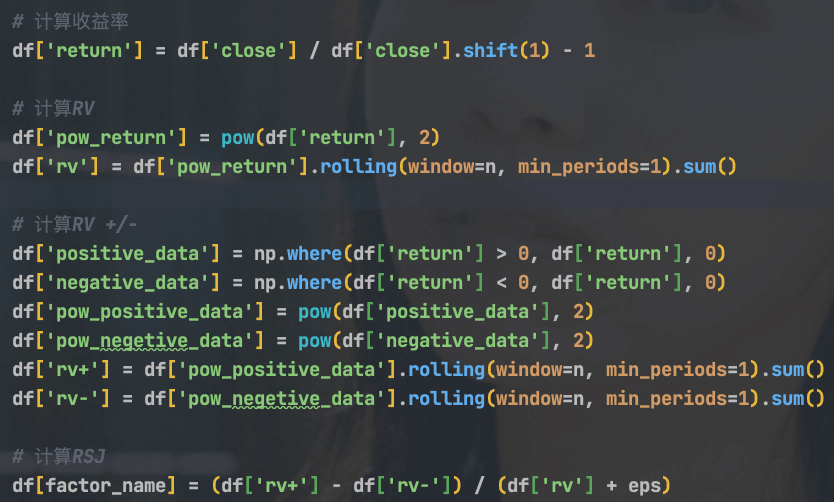 # 计算收益率
df['return'] = df['close'] / df['close'].shift(1) - 1
# 计算RV
df['pow_return'] = pow(df['return'], 2)
df['rv'] = df['pow_return'].rolling(window=n, min_periods=1).sum()
# 计算RV +/-
df['positive_data'] = np.where(df['return'] > 0, df['return'], 0)
df['negative_data'] = np.where(df['return'] < 0, df['return'], 0)
df['pow_positive_data'] = pow(df['positive_data'], 2)
df['pow_negetive_data'] = pow(df['negative_data'], 2)
df['rv+'] = df['pow_positive_data'].rolling(window=n, min_periods=1).sum()
df['rv-'] = df['pow_negetive_data'].rolling(window=n, min_periods=1).sum()
# 计算RSJ
df[factor_name] = (df['rv+'] - df['rv-']) / (df['rv'] + eps)